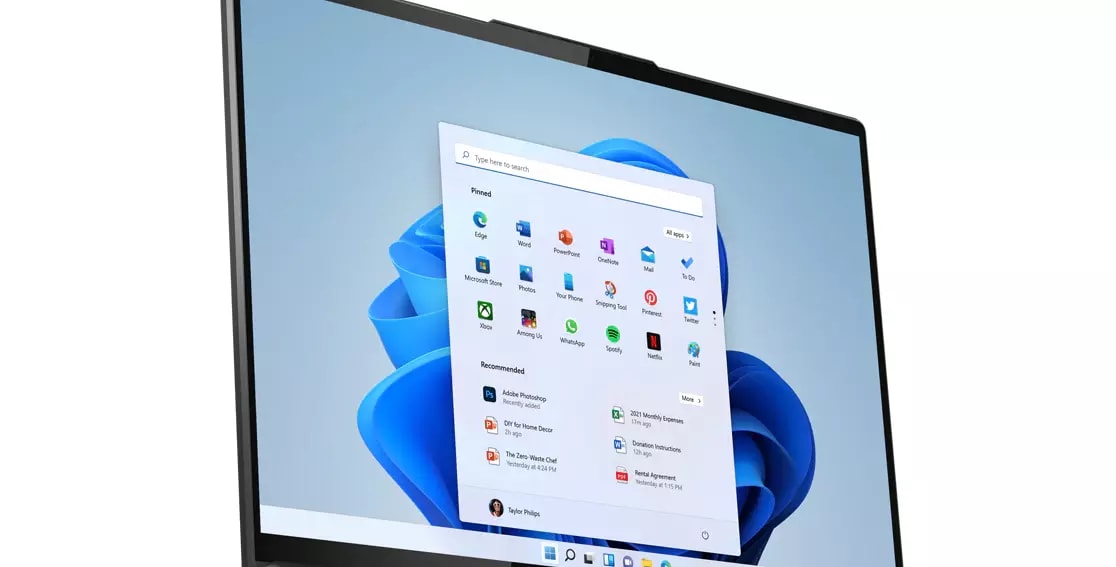 Type here to search
Pinned
All apps >
Edge
Word
PowerPoint
OneNote
Mail
To Do
Microsoft Store
Photos
Your Phone
Snipping Tool
Pinterest
Twitter
Xbox
Among Us
WhatsApp
Spotify
Netflix
Paint
Recommended
More >
Ps
Adobe Photoshop
Recently added
2021 Monthly Expenses
17m ago
DIY for Home Decor
2h ago
Donation Instructions
12h ago
The Zero-Waste Chef
Yesterday at 4:24 PM
PDF
Rental Agreement
Yesterday at 1:15 PM
Taylor Philips